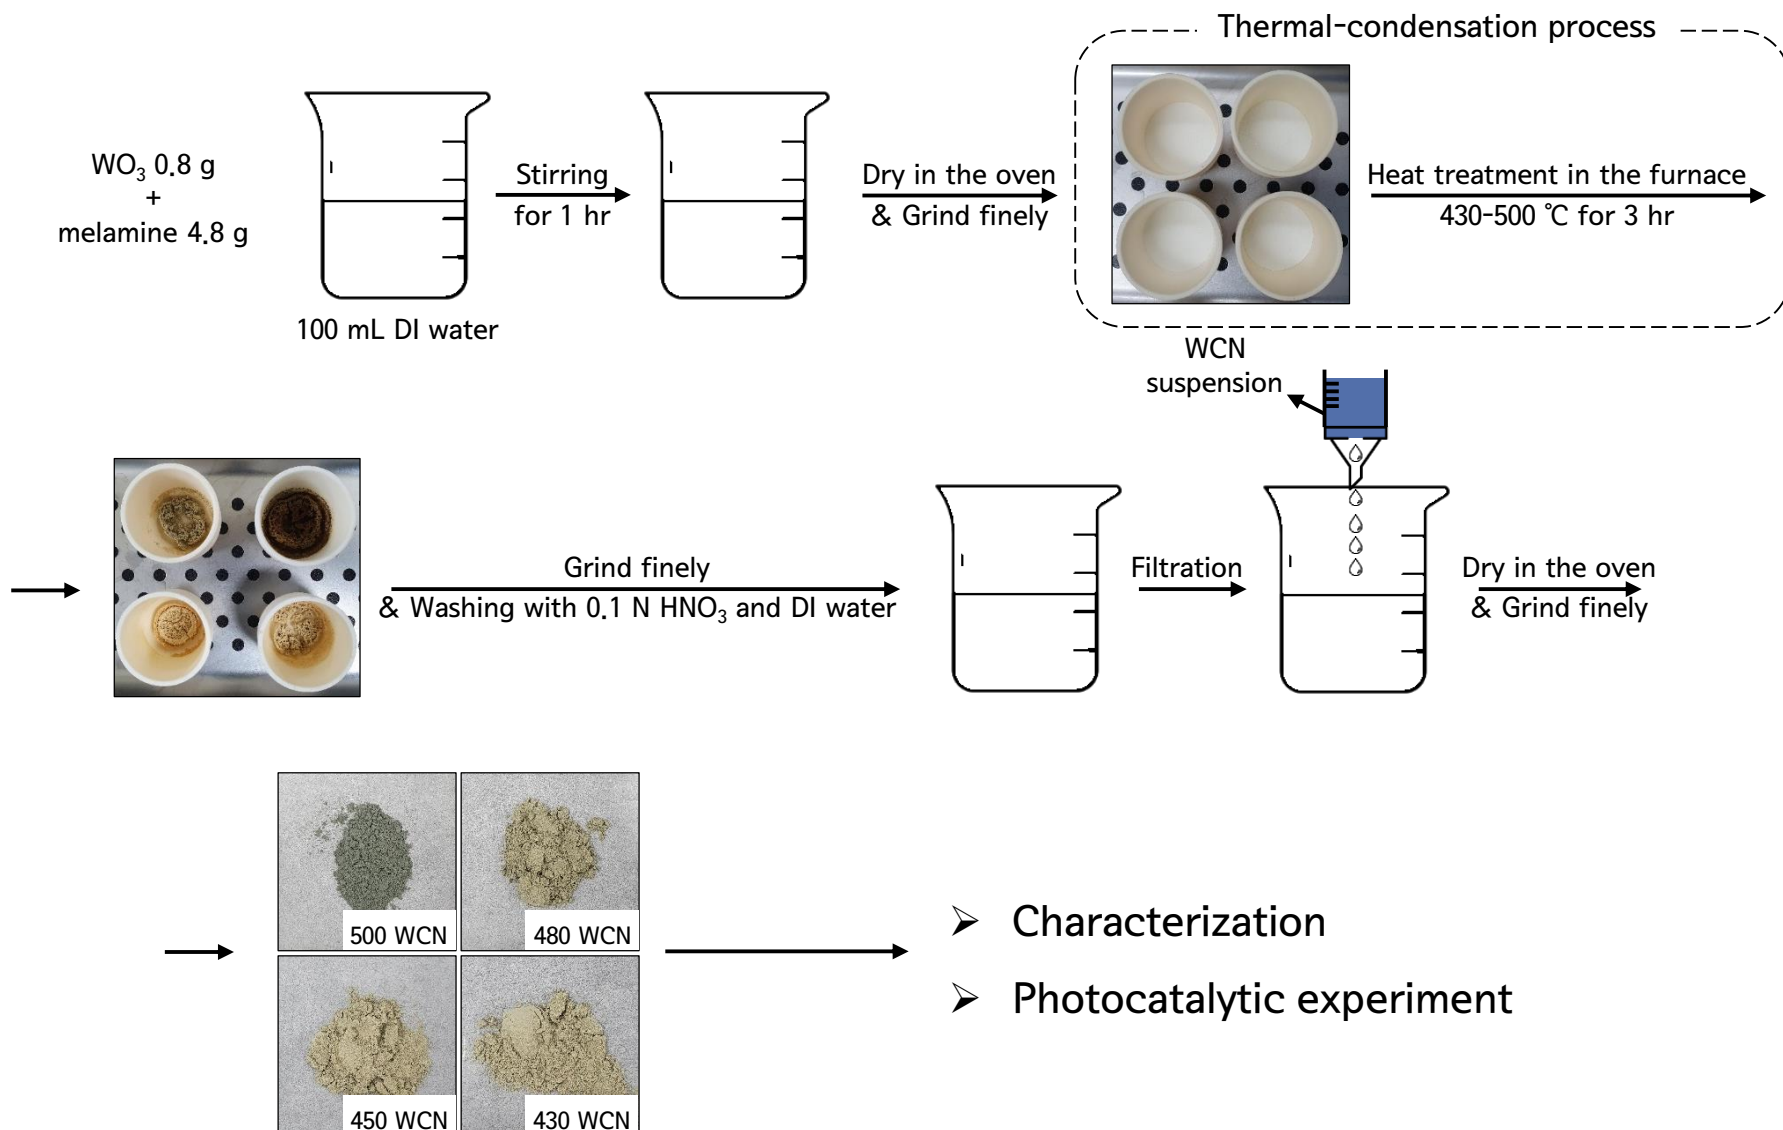 Thermal-condensation process
WO₃ 0.8 g
+
melamine 4.8 g
100 mL DI water
Stirring
for 1 hr
Dry in the oven
& Grind finely
Heat treatment in the furnace
430-500 ℃ for 3 hr
WCN
suspension
Grind finely
& Washing with 0.1 N HNO₃ and DI water
Filtration
Dry in the oven
& Grind finely
500 WCN
480 WCN
450 WCN
430 WCN
➢ Characterization
➢ Photocatalytic experiment